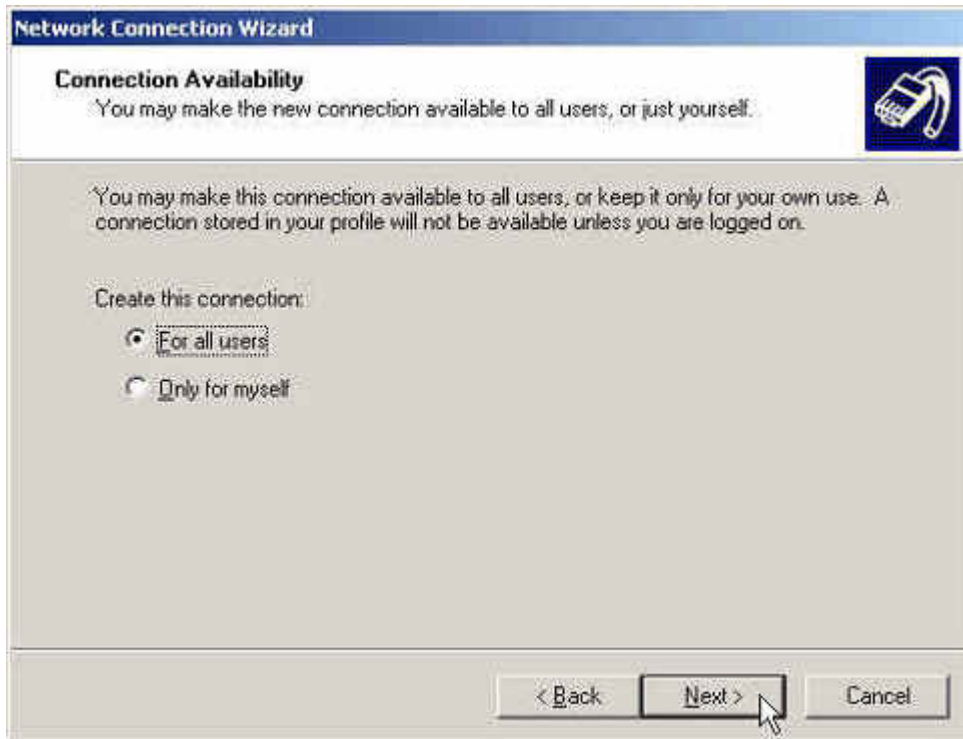 Network Connection Wizard
Connection Availability
You may make the new connection available to all users, or just yourself.
You may make this connection available to all users, or keep it only for your own use. A
connection stored in your profile will not be available unless you are logged on.
Create this connection:
For all users
Only for myself
< Back Next > Cancel